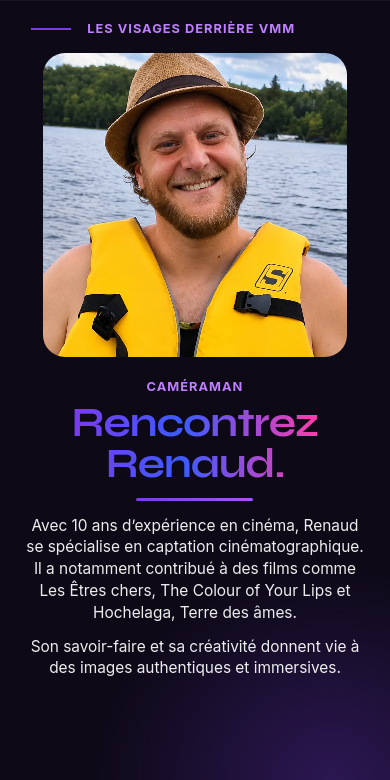 LES VISAGES DERRIÈRE VMM
S
CAMÉRAMAN
Rencontrez
Renaud.
Avec 10 ans d’expérience en cinéma, Renaud
se spécialise en captation cinématographique.
Il a notamment contribué à des films comme
Les Êtres chers, The Colour of Your Lips et
Hochelaga, Terre des âmes.
Son savoir-faire et sa créativité donnent vie à
des images authentiques et immersives.